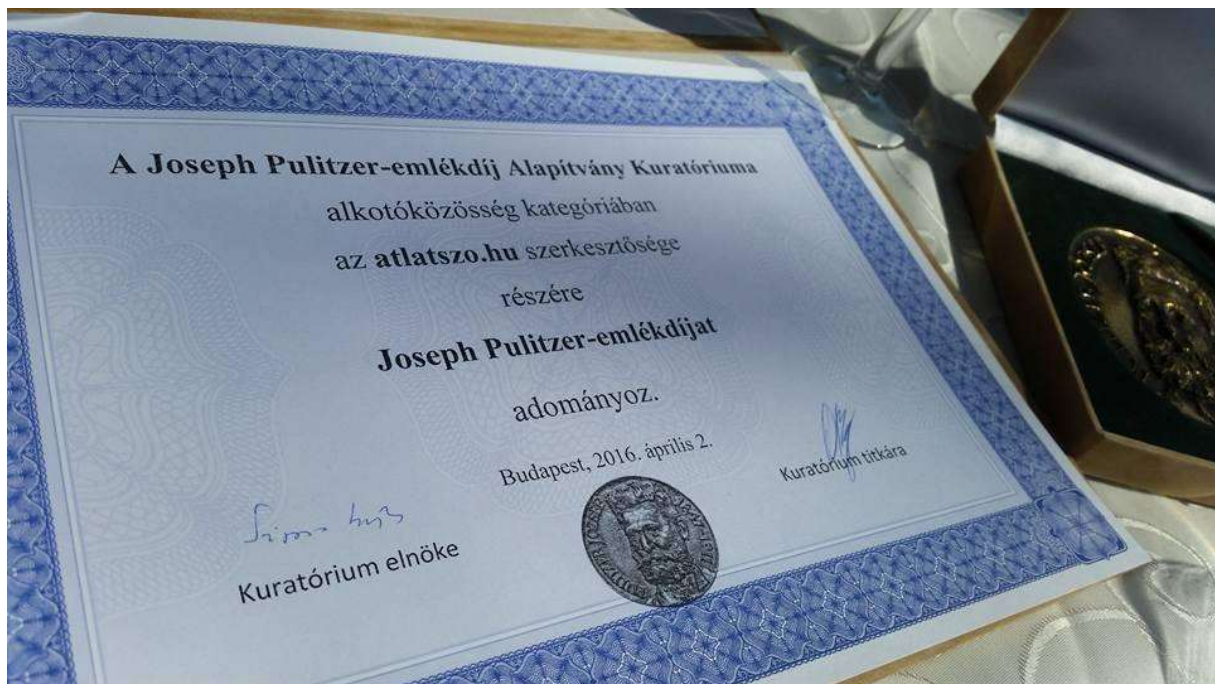 A Joseph Pulitzer-emlékdíj Alapítvány Kuratóriuma
alkotóközösség kategóriában
az atlatszo.hu szerkesztősége
részére
Joseph Pulitzer-emlékdíjat
adományoz.
Budapest, 2016. április 2.
Kuratórium titkára
Kuratórium elnöke